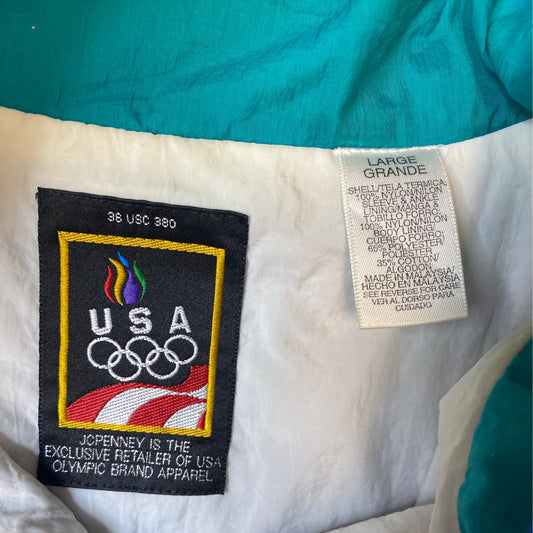 36 USC 380
USA
JCPENNEY IS THE
EXCLUSIVE RETAILER OF USA
OLYMPIC BRAND APPAREL
LARGE
GRANDE
SHELL/TELA TERMICA:
100% NYLON/NILON
SLEEVE & ANKLE
LINING/MANGA &
TOBILLO FORRO:
100% NYLON/NILON
BODY LINING/
CUERPO FORRO:
65% POLYESTER/
POLIESTER
35% COTTON/
ALGODON
MADE IN MALAYSIA/
HECHO EN MALAYSIA
SEE REVERSE FOR CARE
VER AL DORSO PARA
CUIDADO